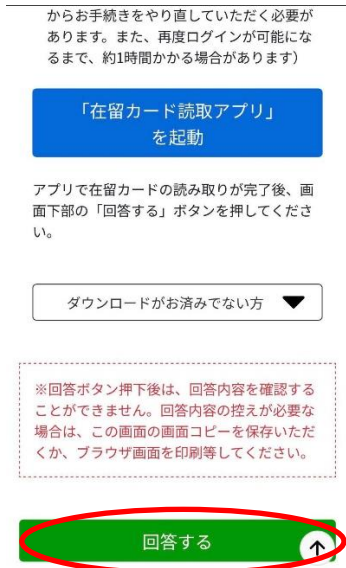 からお手続きをやり直していただく必要が
あります。また、再度ログインが可能にな
るまで、約1時間かかる場合があります）
「在留カード読取アプリ」
を起動
アプリで在留カードの読み取りが完了後、画
面下部の「回答する」ボタンを押してくださ
い。
ダウンロードがお済みでない方
※回答ボタン押下後は、回答内容を確認する
ことができません。回答内容の控えが必要な
場合は、この画面の画面コピーを保存いただ
くか、ブラウザ画面を印刷等してください。
回答する